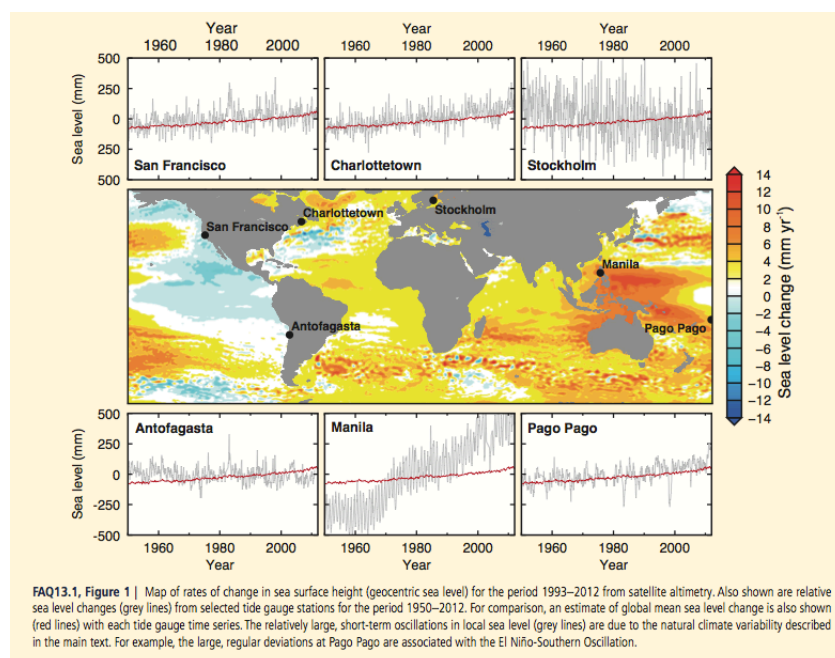 Year
1960 1980 2000
Year
1960 1980 2000
Year
1960 1980 2000
Sea level (mm)
500
250
0
250
500
San Francisco
Charlottetown
Stockholm
San Francisco
Charlottetown
Stockholm
Manila
Antofagasta
Pago Pago
14
12
10
8
6
4
2
0
−2
−4
−6
−8
−10
−12
−14
Sea level change (mm yr⁻¹)
Sea level (mm)
500
250
0
-250
-500
Antofagasta
Manila
Pago Pago
1960 1980 2000
Year
1960 1980 2000
Year
1960 1980 2000
Year
FAQ13.1, Figure 1 | Map of rates of change in sea surface height (geocentric sea level) for the period 1993–2012 from satellite altimetry. Also shown are relative
sea level changes (grey lines) from selected tide gauge stations for the period 1950–2012. For comparison, an estimate of global mean sea level change is also shown
(red lines) with each tide gauge time series. The relatively large, short-term oscillations in local sea level (grey lines) are due to the natural climate variability described
in the main text. For example, the large, regular deviations at Pago Pago are associated with the El Niño-Southern Oscillation.